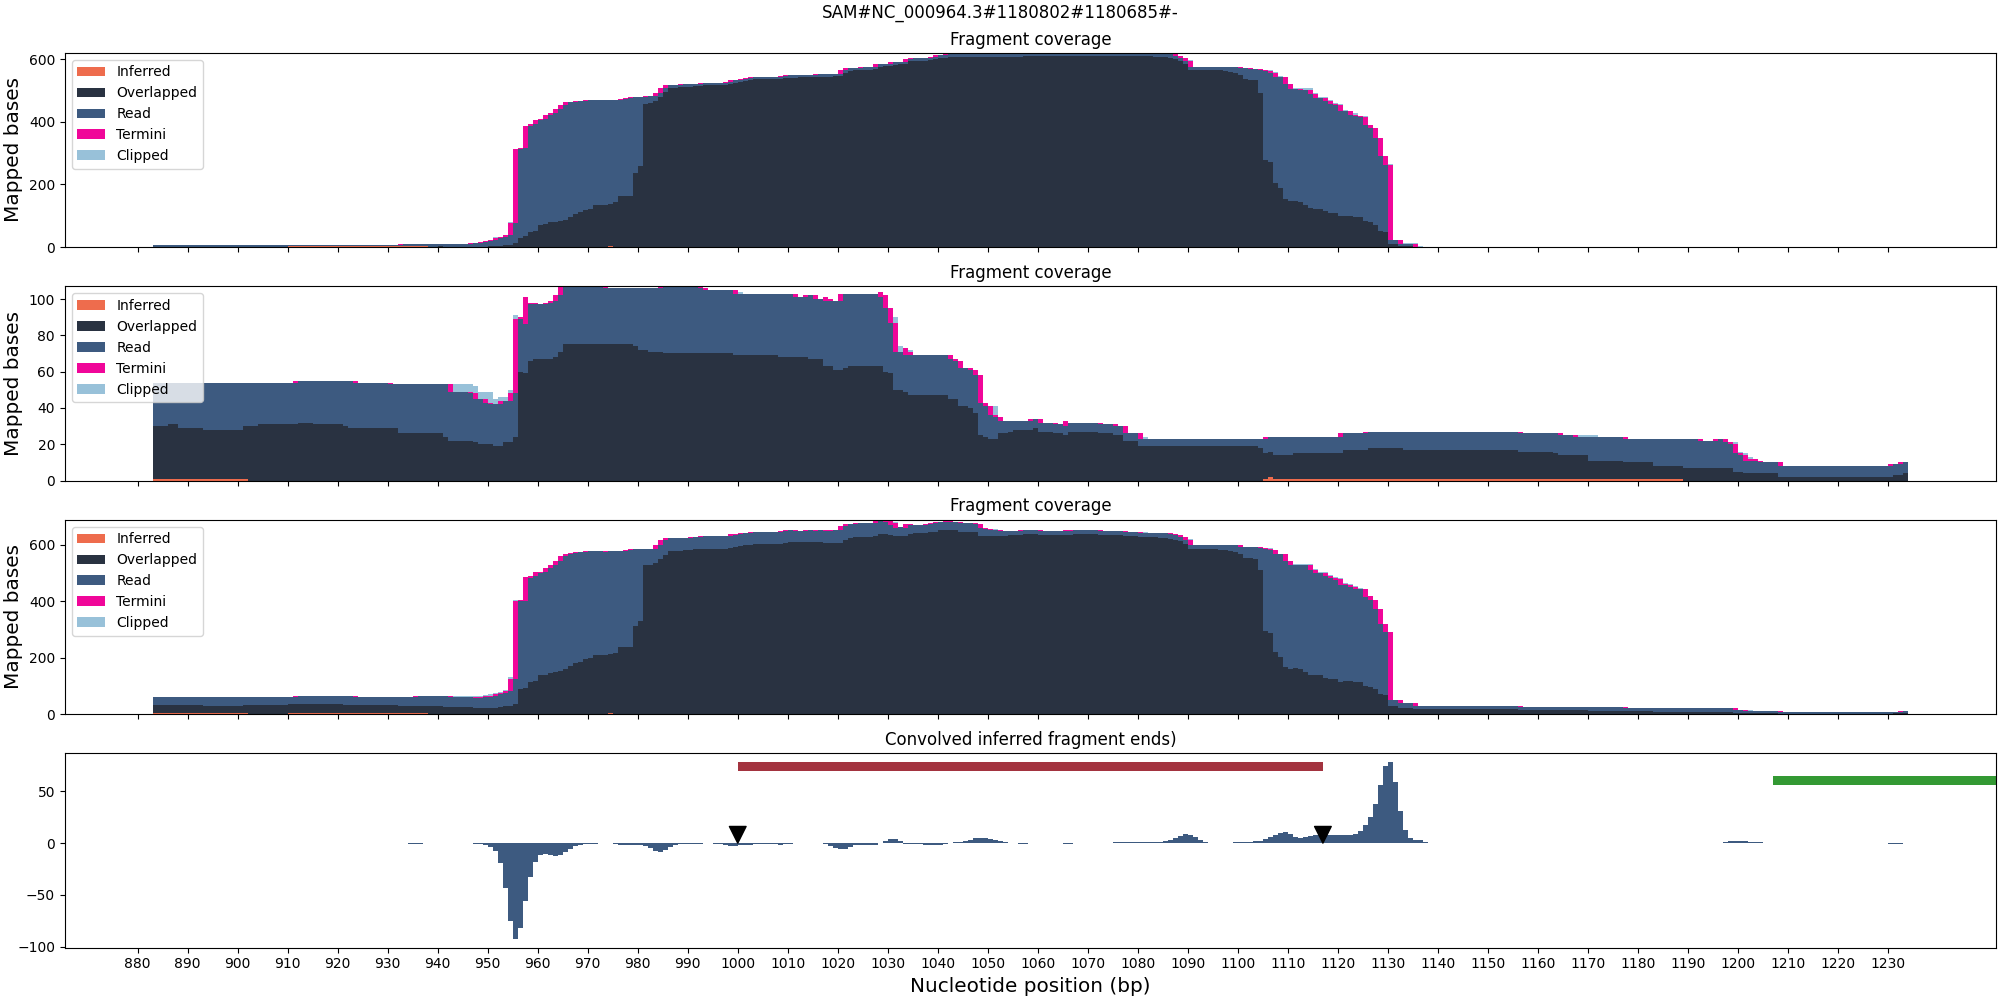 SAM#NC_000964.3#1180802#1180685#-
Fragment coverage
Mapped bases
600
400
200
0
Inferred
Overlapped
Read
Termini
Clipped
Fragment coverage
Mapped bases
100
80
60
40
20
0
Inferred
Overlapped
Read
Termini
Clipped
Fragment coverage
Mapped bases
600
400
200
0
Inferred
Overlapped
Read
Termini
Clipped
Convolved inferred fragment ends)
50
0
−50
−100
880 890 900 910 920 930 940 950 960 970 980 990 1000 1010 1020 1030 1040 1050 1060 1070 1080 1090 1100 1110 1120 1130 1140 1150 1160 1170 1180 1190 1200 1210 1220 1230
Nucleotide position (bp)